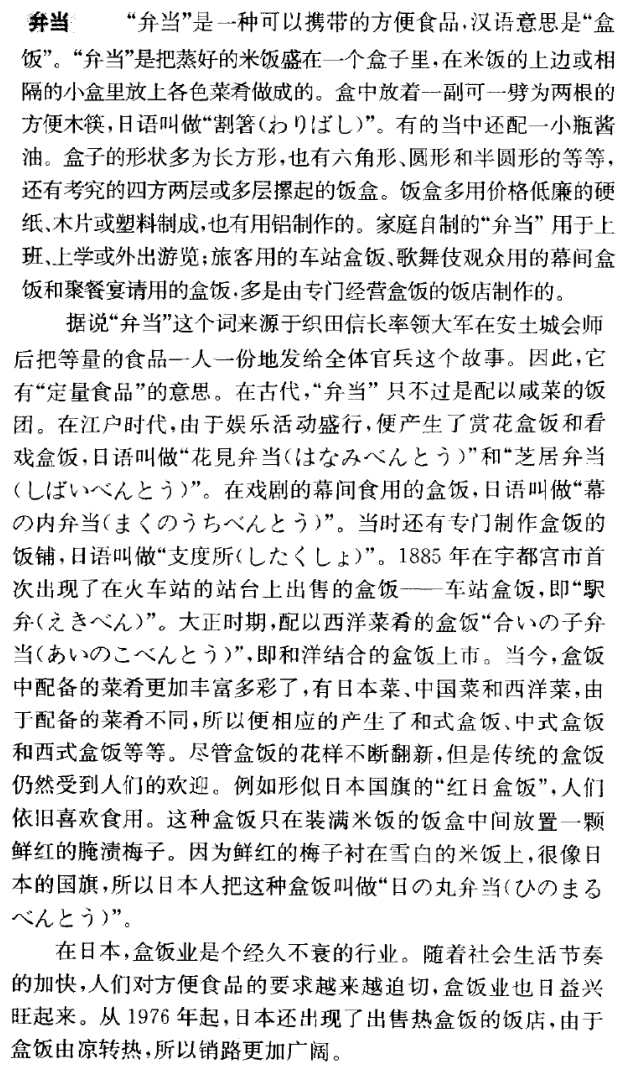 弁当　　“弁当”是一种可以携带的方便食品,汉语意思是“盒
饭”。“弁当”是把蒸好的米饭盛在一个盒子里,在米饭的上边或相
隔的小盒里放上各色菜肴做成的。盒中放着一副可一劈为两根的
方便木筷,日语叫做“割箸(わりばし)”。有的当中还配一小瓶酱
油。盒子的形状多为长方形,也有六角形、圆形和半圆形的等等,
还有考究的四方两层或多层摞起的饭盒。饭盒多用价格低廉的硬
纸、木片或塑料制成,也有用铝制作的。家庭自制的“弁当”用于上
班、上学或外出游览;旅客用的车站盒饭、歌舞伎观众用的幕间盒
饭和聚餐宴请用的盒饭,多是由专门经营盒饭的饭店制作的。
据说“弁当”这个词来源于织田信长率领大军在安土城会师
后把等量的食品一人一份地发给全体官兵这个故事。因此,它
有“定量食品”的意思。在古代,“弁当”只不过是配以咸菜的饭
团。在江户时代,由于娱乐活动盛行,便产生了赏花盒饭和看
戏盒饭,日语叫做“花見弁当(はなみべんとう)”和“芝居弁当
(しばいべんとう)”。在戏剧的幕间食用的盒饭,日语叫做“幕
の内弁当(まくのうちべんとう)”。当时还有专门制作盒饭的
饭铺,日语叫做“支度所(したくしょ)”。1885 年在宇都宫市首
次出现了在火车站的站台上出售的盒饭——车站盒饭,即“駅
弁(えきべん)”。大正时期,配以西洋菜肴的盒饭“合いの子弁
当(あいのこべんとう)”,即和洋结合的盒饭上市。当今,盒饭
中配备的菜肴更加丰富多彩了,有日本菜、中国菜和西洋菜,由
于配备的菜肴不同,所以便相应的产生了和式盒饭、中式盒饭
和西式盒饭等等。尽管盒饭的花样不断翻新,但是传统的盒饭
仍然受到人们的欢迎。例如形似日本国旗的“红日盒饭”,人们
依旧喜欢食用。这种盒饭只在装满米饭的饭盒中间放置一颗
鲜红的腌渍梅子。因为鲜红的梅子衬在雪白的米饭上,很像日
本的国旗,所以日本人把这种盒饭叫做“日の丸弁当(ひのまる
べんとう)”。
在日本,盒饭业是个经久不衰的行业。随着社会生活节奏
的加快,人们对方便食品的要求越来越迫切,盒饭业也日益兴
旺起来。从 1976 年起,日本还出现了出售热盒饭的饭店,由于
盒饭由凉转热,所以销路更加广阔。